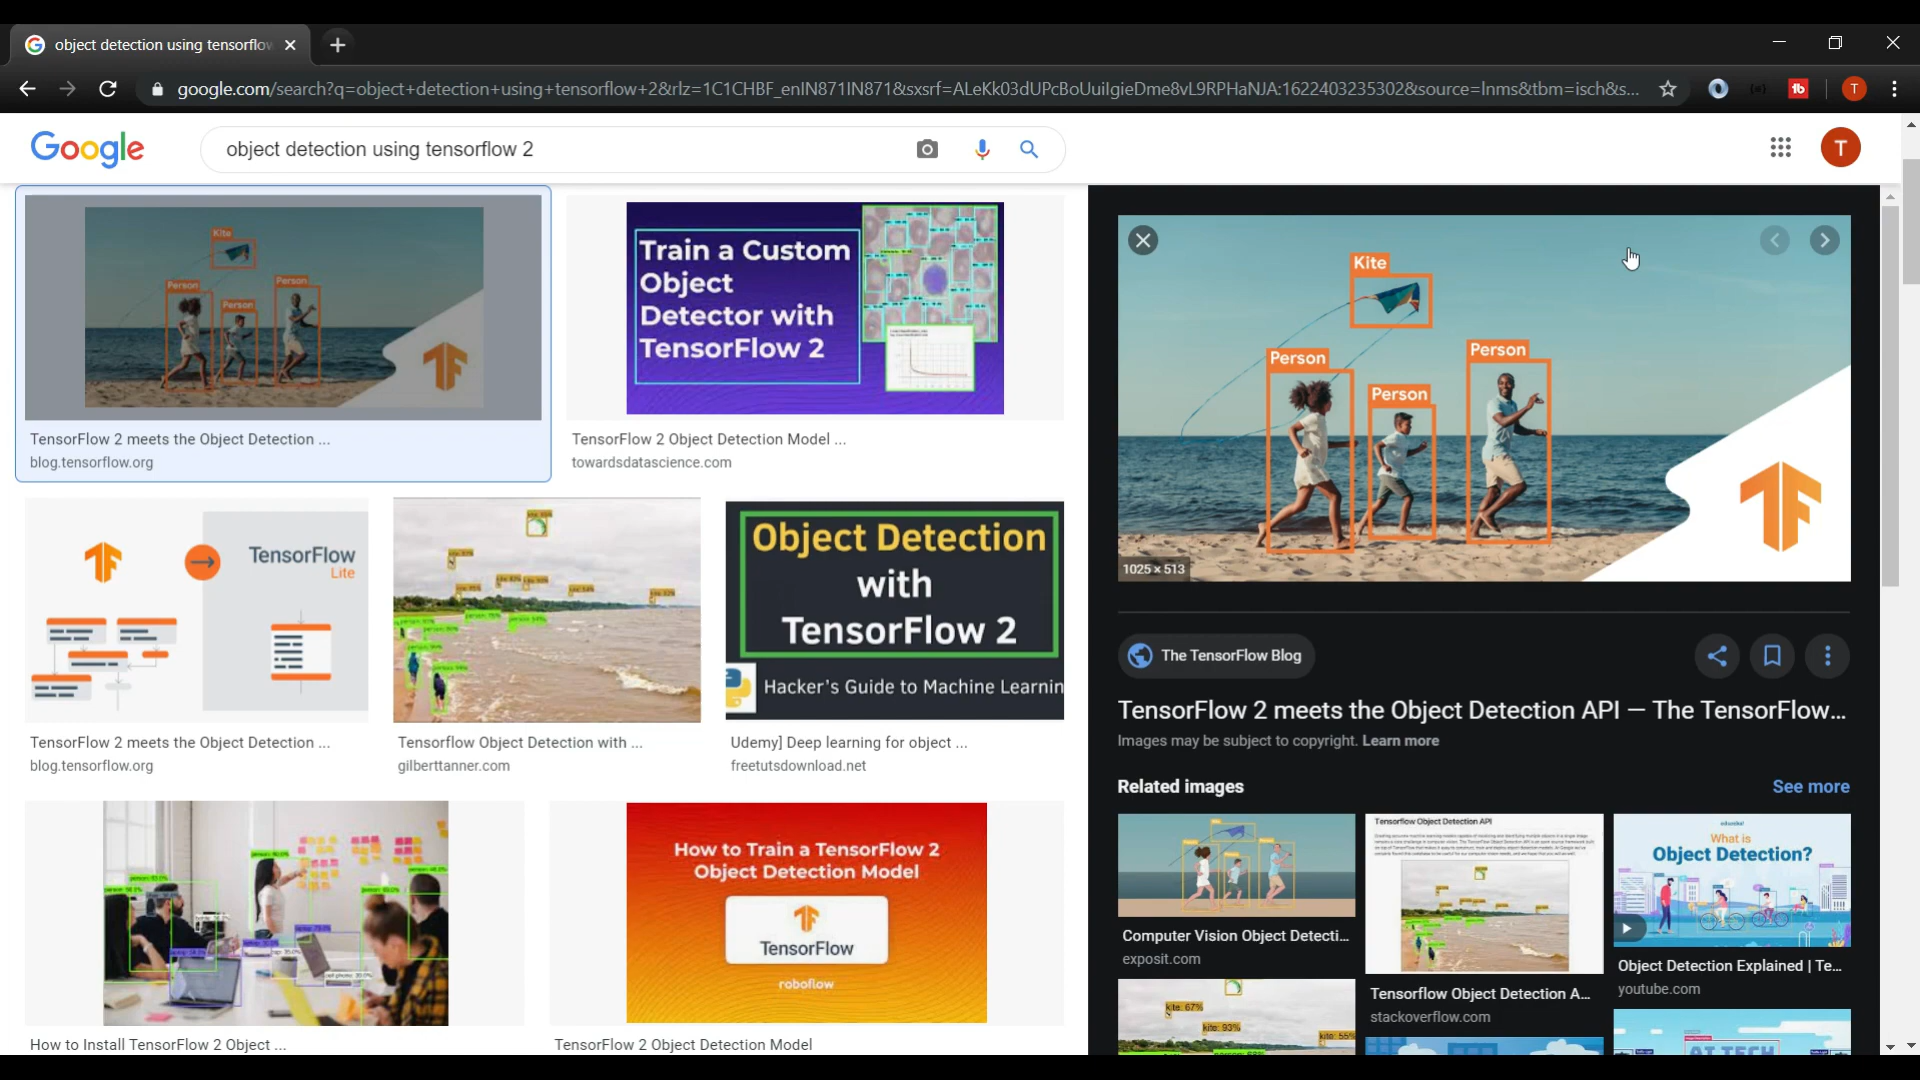 object detection using tensorflow
google.com/search?q=object+detection+using+tensorflow+2&rlz=1C1CHBF_enIN871IN871&sxsrf=ALeKk03dUPcBoUuilgieDme8vL9RPHaNJA:1622403235302&source=lnms&tbm=isch&s...
tb
T
Google
object detection using tensorflow 2
T
Kite
Person
Person
Person
TensorFlow 2 meets the Object Detection ...
blog.tensorflow.org
Train a Custom
Object
Detector with
TensorFlow 2
TensorFlow 2 Object Detection Model ...
towardsdatascience.com
TensorFlow
Lite
TensorFlow 2 meets the Object Detection ...
blog.tensorflow.org
Tensorflow Object Detection with ...
gilberttanner.com
Object Detection
with
TensorFlow 2
Hacker's Guide to Machine Learnin
Udemy] Deep learning for object ...
freetutsdownload.net
How to Install TensorFlow 2 Object ...
How to Train a TensorFlow 2
Object Detection Model
TensorFlow
roboflow
TensorFlow 2 Object Detection Model
Kite
Person
Person
Person
1025 × 513
The TensorFlow Blog
TensorFlow 2 meets the Object Detection API — The TensorFlow...
Images may be subject to copyright. Learn more
Related images
See more
Computer Vision Object Detecti...
exposit.com
Tensorflow Object Detection API
Tensorflow Object Detection A...
stackoverflow.com
What is
Object Detection?
Object Detection Explained | Te...
youtube.com
kite: 67%
kite: 93%
kite: 55%
AI TECH